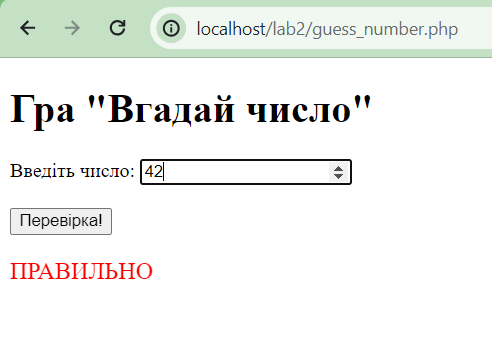 localhost/lab2/guess_number.php
Гра "Вгадай число"
Введіть число: 42
Перевірка!
ПРАВИЛЬНО